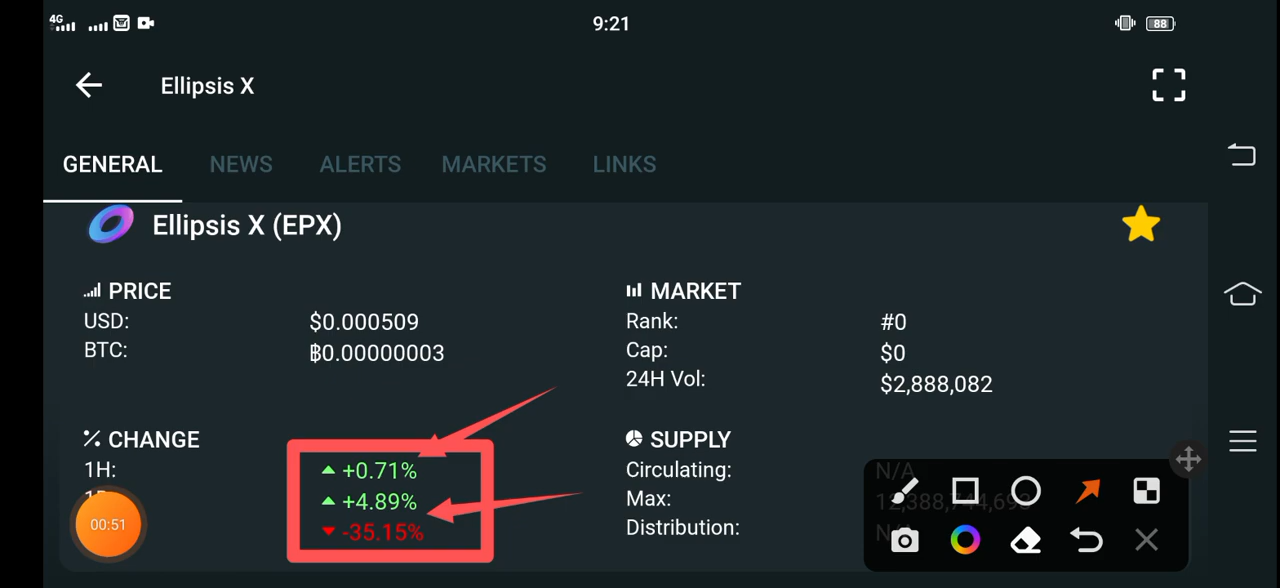 4G 9:21 88
Ellipsis X
GENERAL NEWS ALERTS MARKETS LINKS
Ellipsis X (EPX)
PRICE
USD: $0.000509
BTC: ฿0.00000003
MARKET
Rank: #0
Cap: $0
24H Vol: $2,888,082
CHANGE
1H: +0.71%
+4.89%
-35.15%
00:51
SUPPLY
Circulating: N/A
Max:
Distribution: